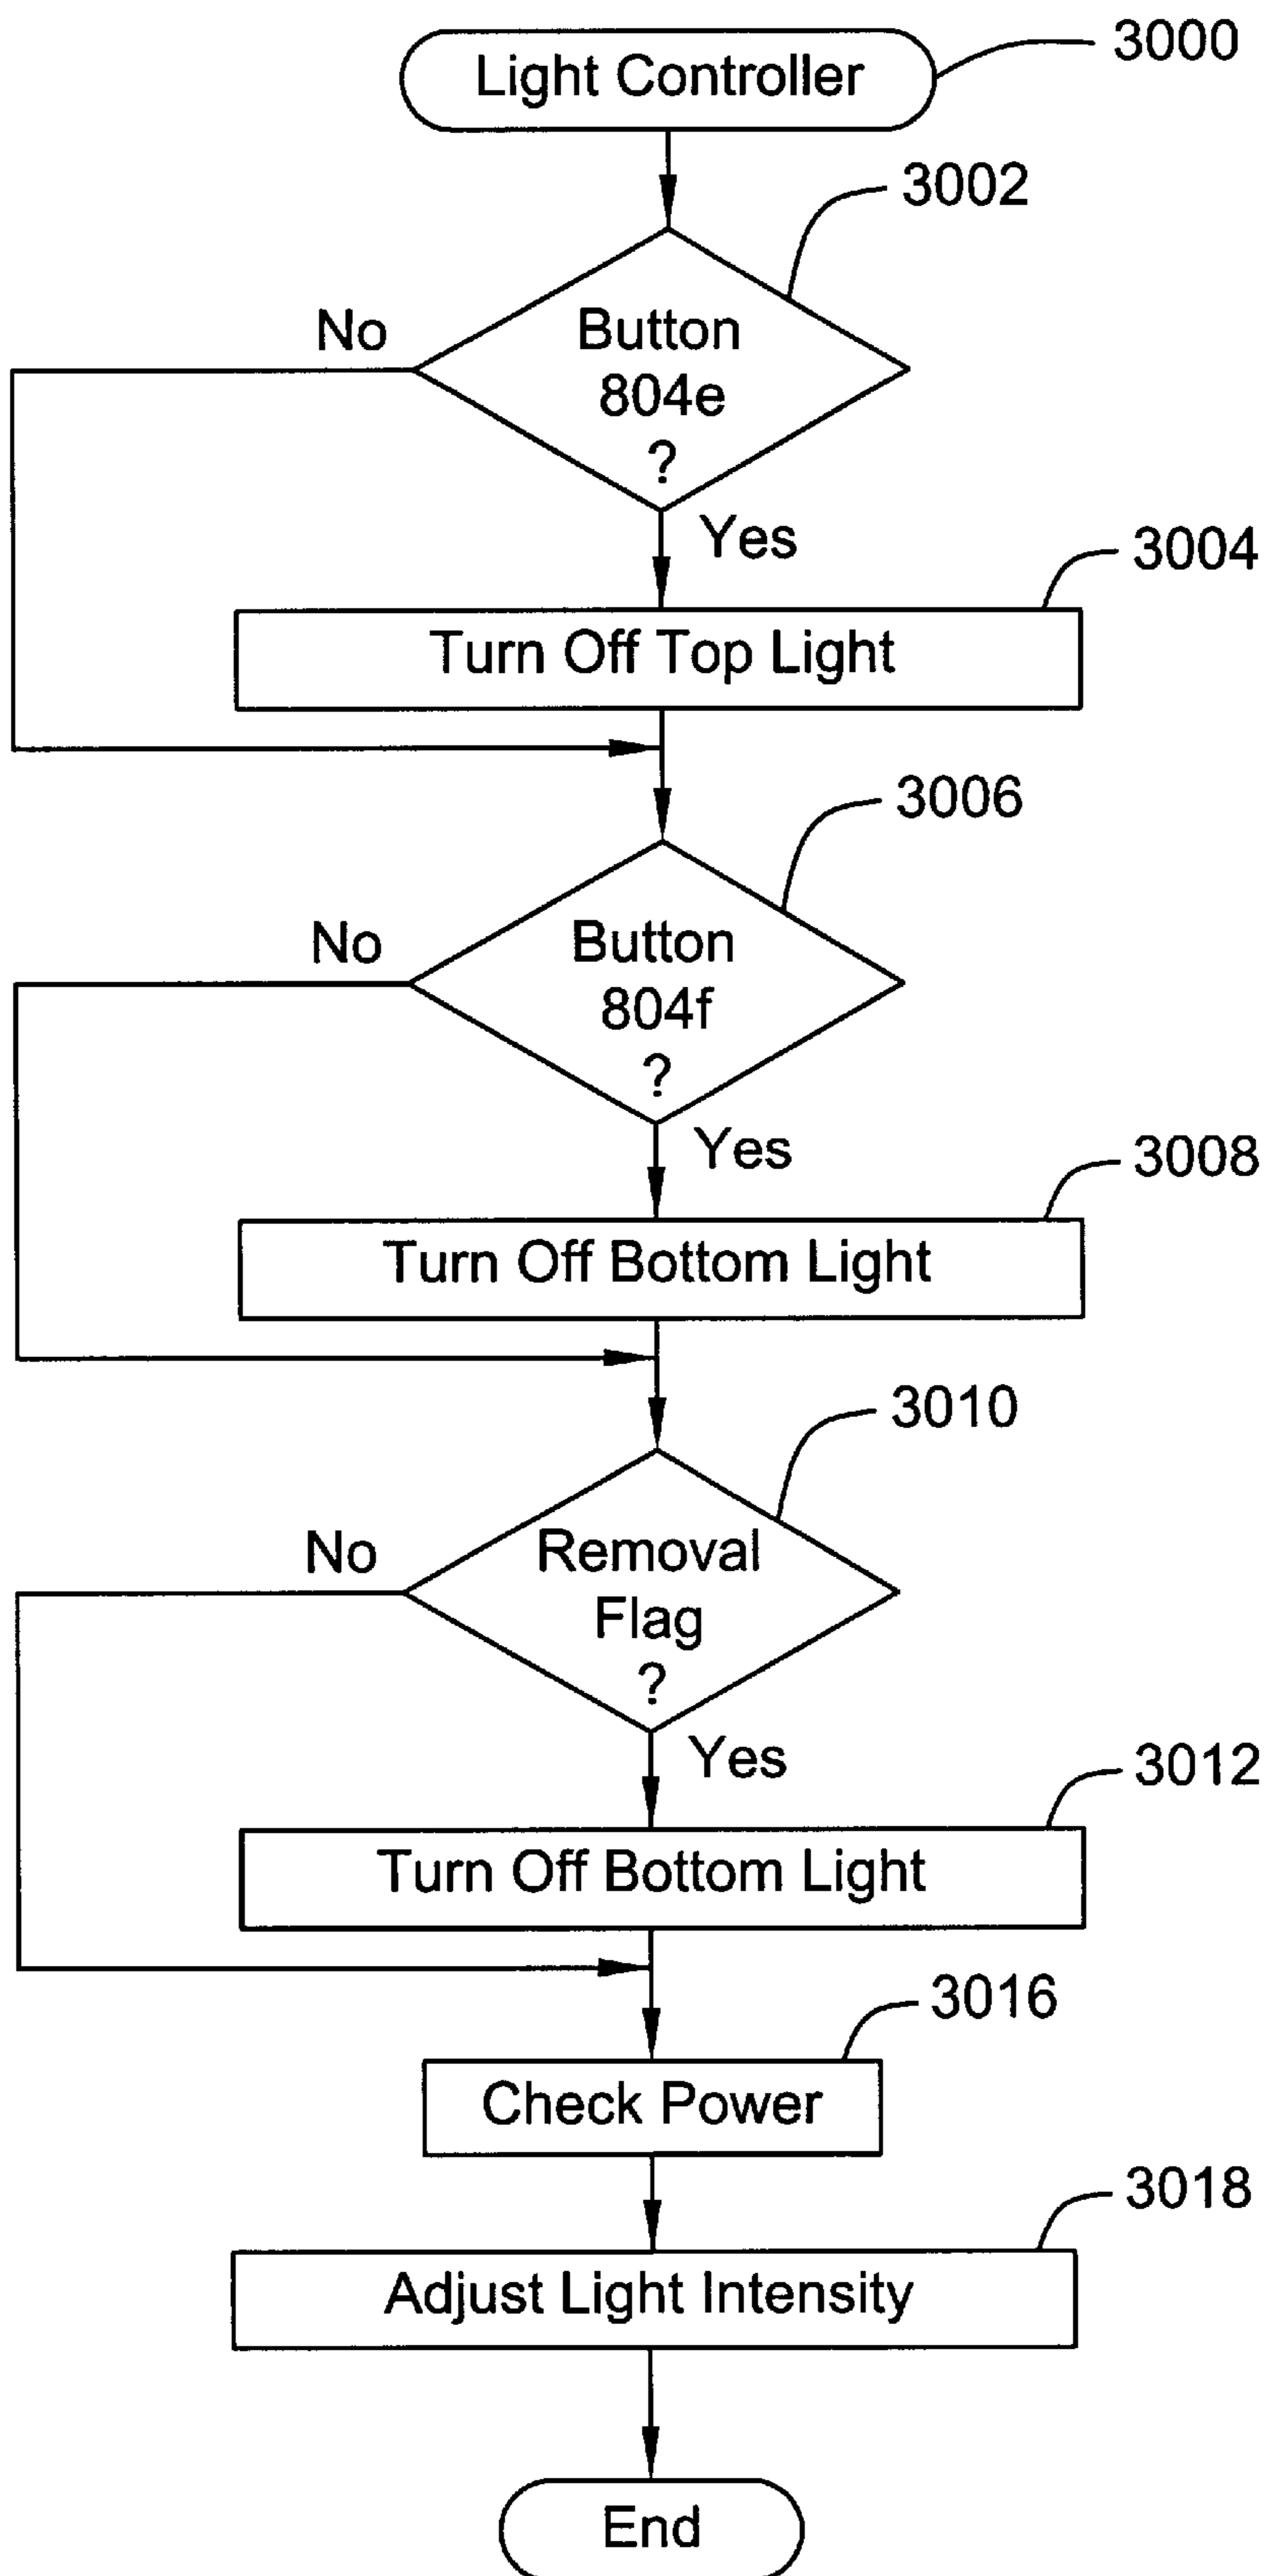 Light Controller
3000
3002
No
Button
804e
?
Yes
3004
Turn Off Top Light
3006
No
Button
804f
?
Yes
3008
Turn Off Bottom Light
3010
No
Removal
Flag
?
Yes
3012
Turn Off Bottom Light
3016
Check Power
3018
Adjust Light Intensity
End